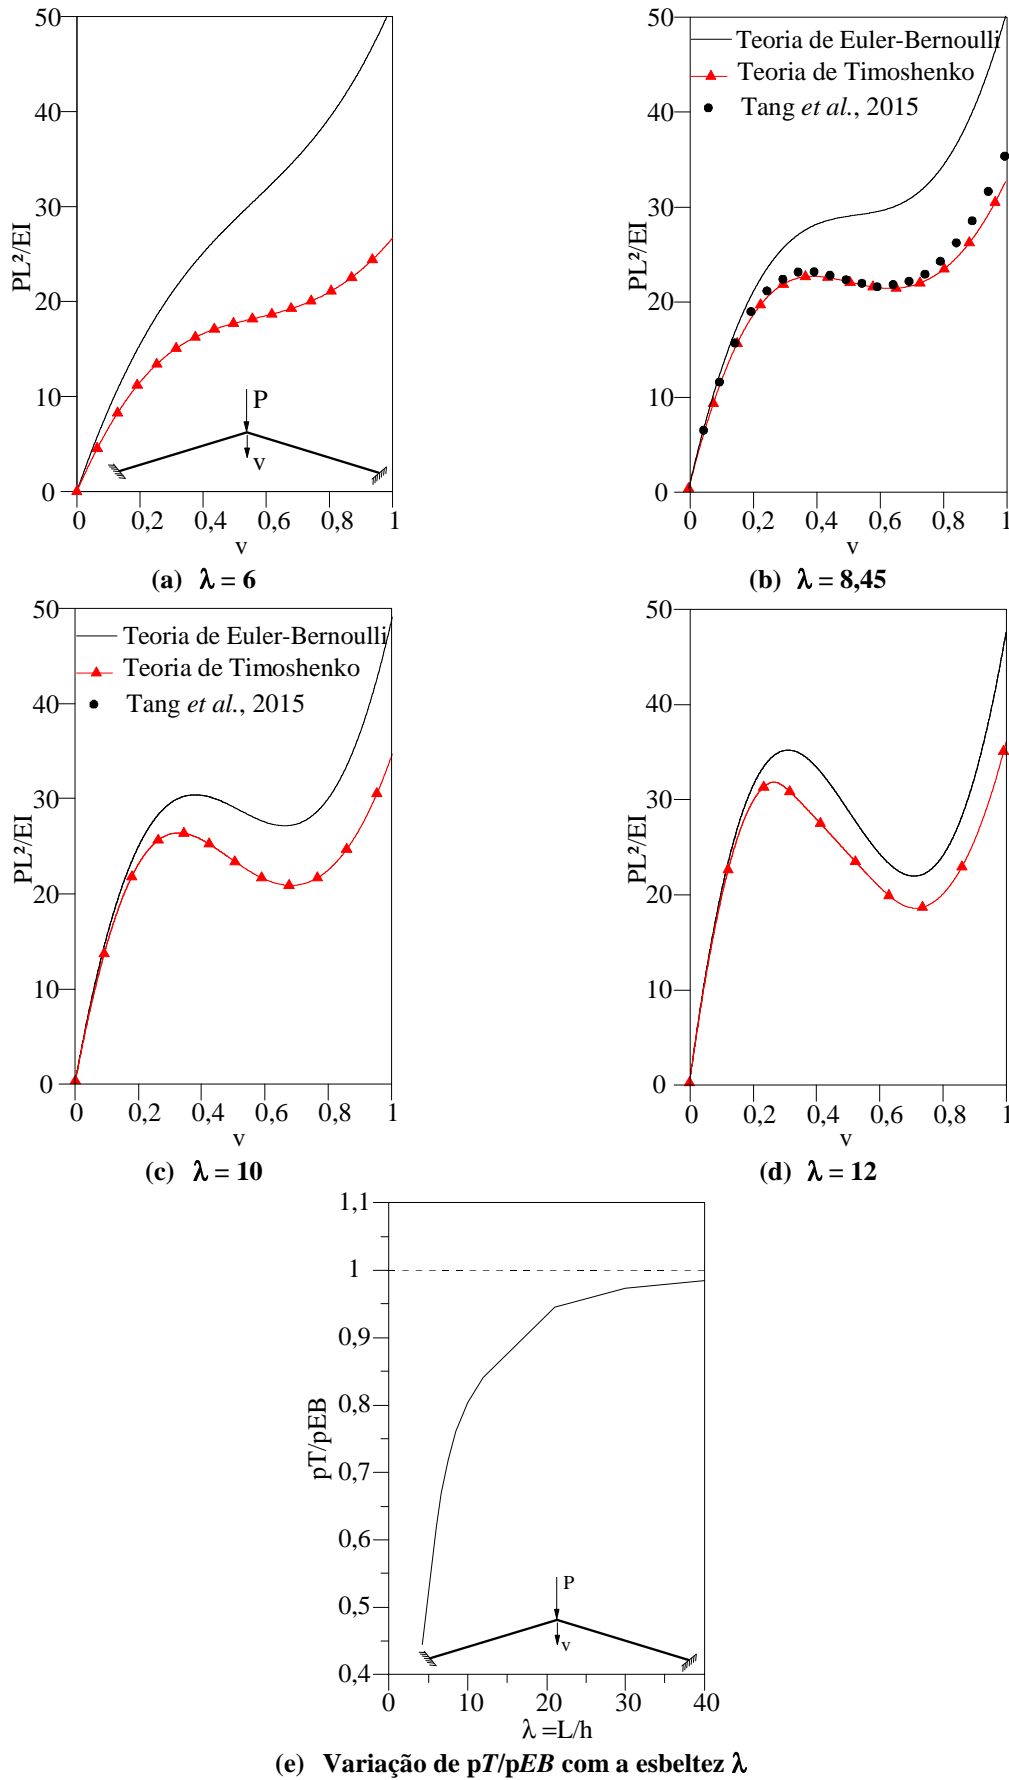 50
40
30
20
10
0
PL²/EI
P
v
0 0,2 0,4 0,6 0,8 1
v
(a) λ = 6
50
40
30
20
10
0
PL²/EI
Teoria de Euler-Bernoulli
Teoria de Timoshenko
Tang et al., 2015
0 0,2 0,4 0,6 0,8 1
v
(b) λ = 8,45
50
40
30
20
10
0
PL²/EI
Teoria de Euler-Bernoulli
Teoria de Timoshenko
Tang et al., 2015
0 0,2 0,4 0,6 0,8 1
v
(c) λ = 10
50
40
30
20
10
0
PL²/EI
0 0,2 0,4 0,6 0,8 1
v
(d) λ = 12
1,1
1
0,9
0,8
0,7
0,6
0,5
0,4
pT/pEB
P
v
0 10 20 30 40
λ =L/h
(e) Variação de pT/pEB com a esbeltez λ